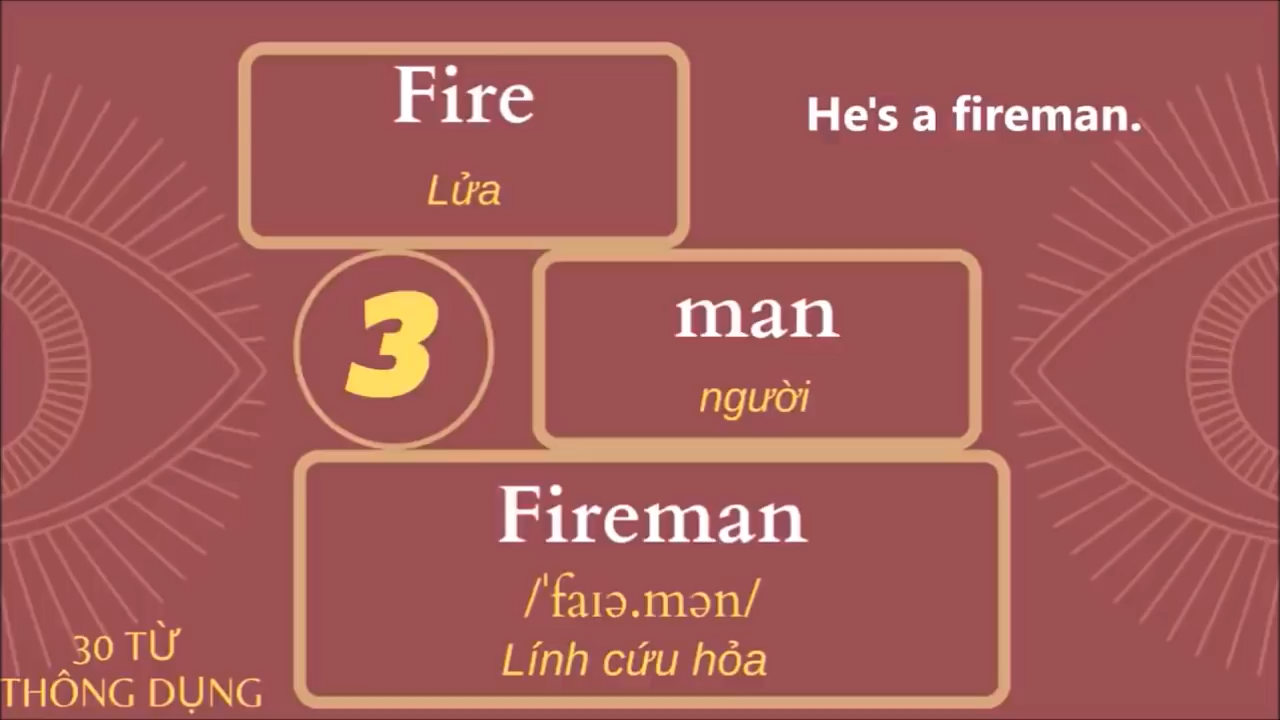 Fire
Lửa
He's a fireman.
3
man
người
Fireman
/ˈfaɪə.mən/
Lính cứu hỏa
30 TỪ
THÔNG DỤNG